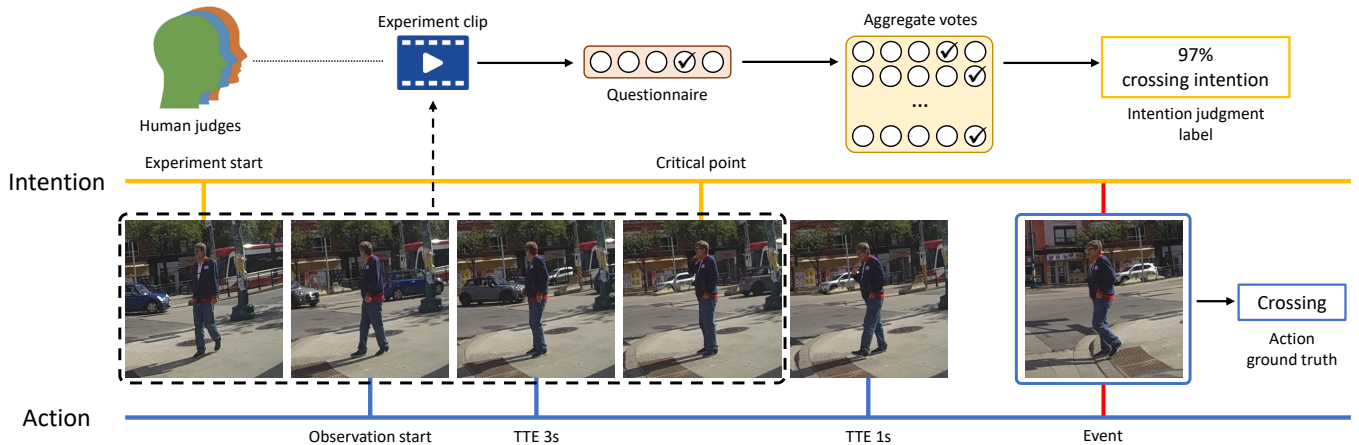 Experiment clip
Aggregate votes
97%
crossing intention
...
Questionnaire
Human judges
Intention judgment
label
Experiment start
Critical point
Intention
Crossing
Action
ground truth
Action
Observation start
TTE 3s
TTE 1s
Event